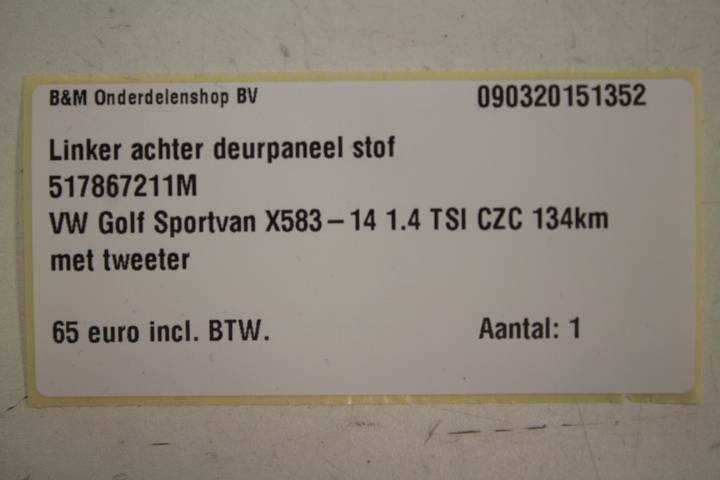 B&M Onderdelenshop BV 090320151352
Linker achter deurpaneel stof
517867211M
VW Golf Sportvan X583-14 1.4 TSI CZC 134km
met tweeter
65 euro incl. BTW. Aantal: 1